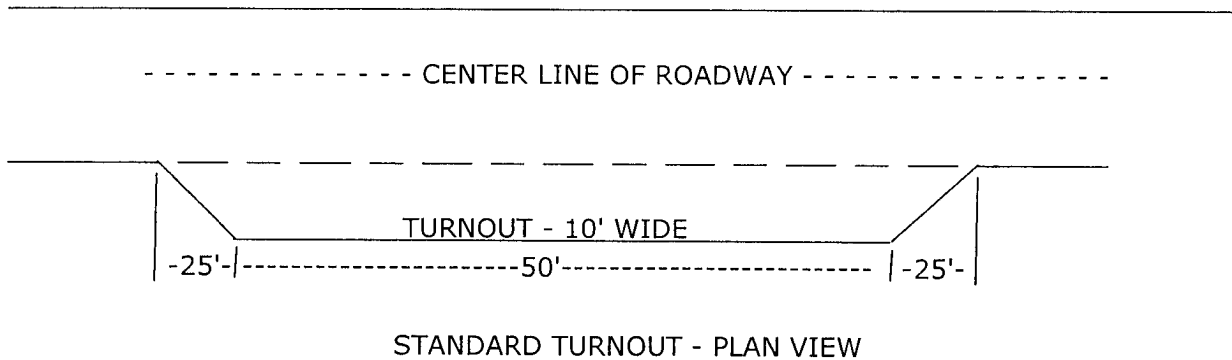 - - - - - - - - - - - - - CENTER LINE OF ROADWAY - - - - - - - - - - - - - -
TURNOUT - 10' WIDE
-25'-|-----------------------50'--------------------------| -25'-
STANDARD TURNOUT - PLAN VIEW